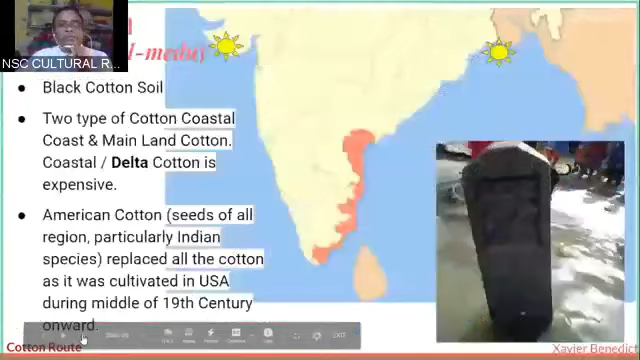 NSC CULTURAL R...
l-medu)
● Black Cotton Soil
● Two type of Cotton Coastal
Coast & Main Land Cotton.
Coastal / Delta Cotton is
expensive.
● American Cotton (seeds of all
region, particularly Indian
species) replaced all the cotton
as it was cultivated in USA
during middle of 19th Century
onward.
EXIT
Cotton Route
Xavier Benedict